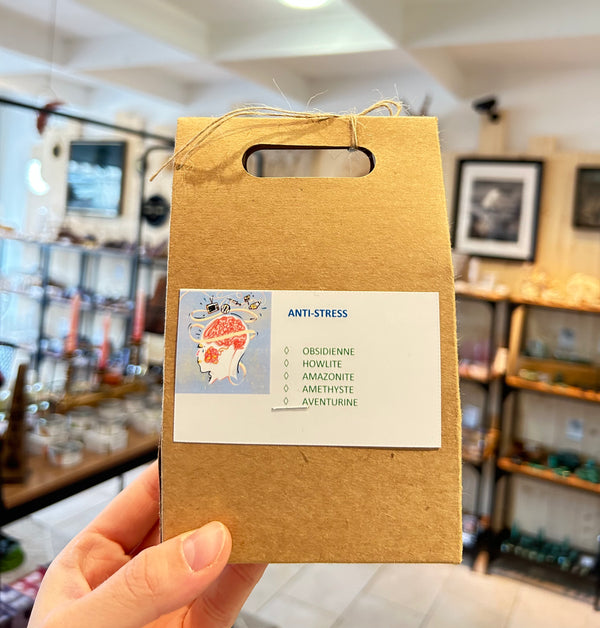 ANTI-STRESS
◊ OBSIDIENNE
◊ HOWLITE
◊ AMAZONITE
◊ AMETHYSTE
◊ AVENTURINE